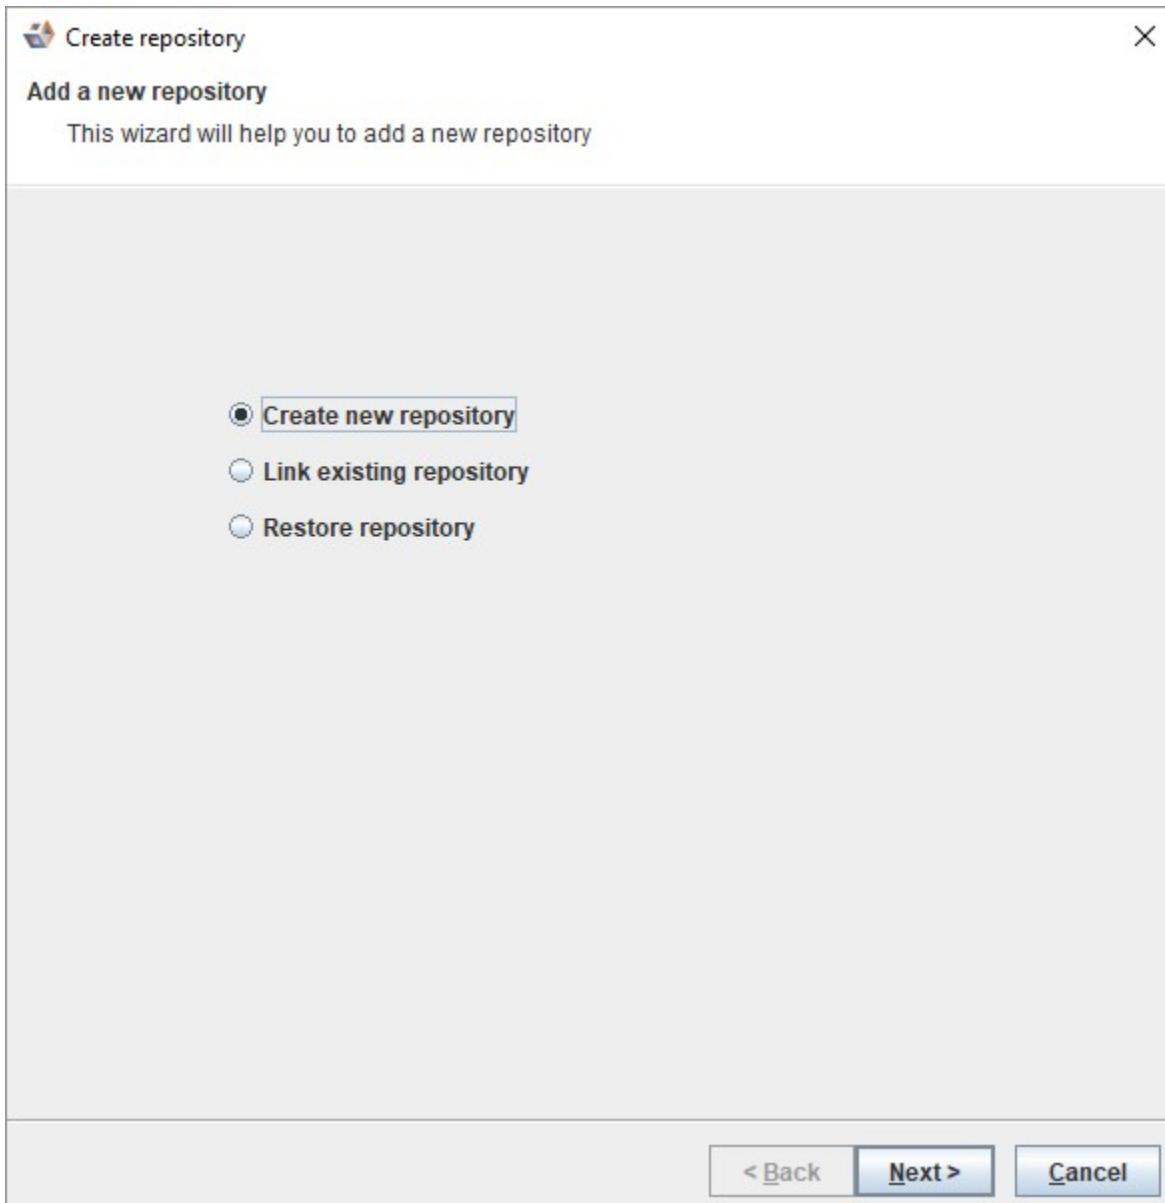 Create repository
Add a new repository
This wizard will help you to add a new repository
Create new repository
Link existing repository
Restore repository
< Back
Next >
Cancel